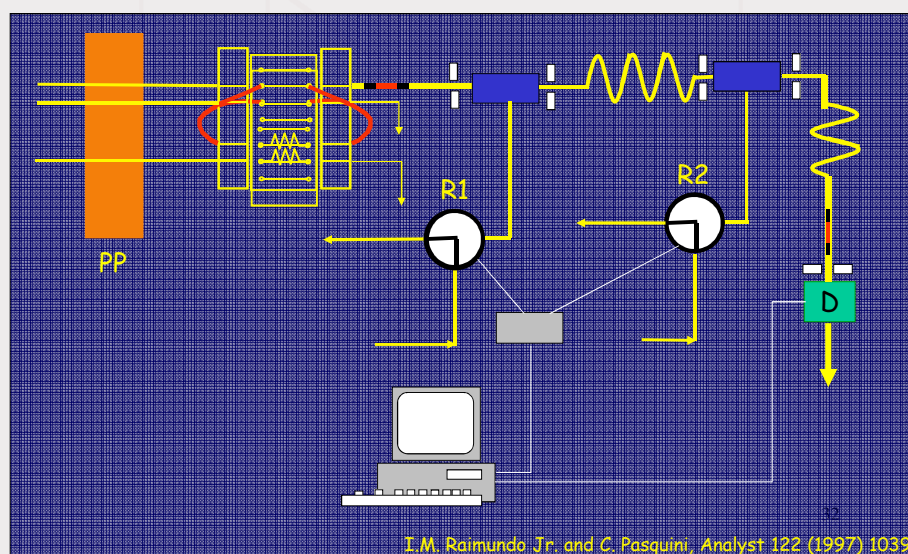 R2
R1
PP
D
32
I.M. Raimundo Jr. and C. Pasquini, Analyst 122 (1997) 1039